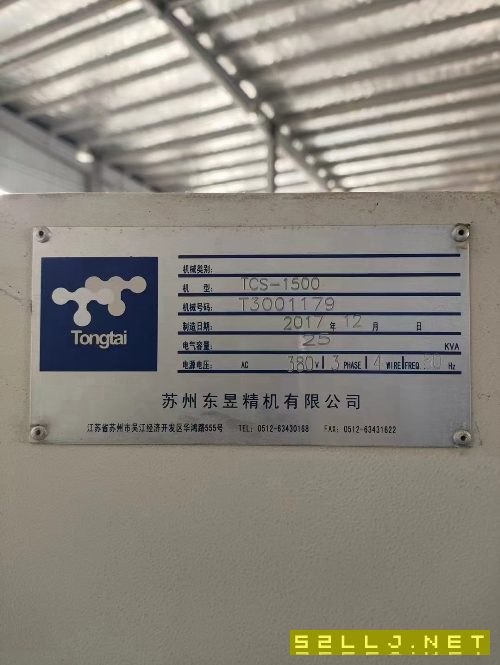 Tongtai
机械类别:
机 型: TCS-1500
机械号码: T3001179
制造日期: 2017 年 12 月 日
电气容量: 25 KVA
电源电压: AC 380 V 3 PHASE 4 WIRE FREQ. Hz
苏州东昱精机有限公司
江苏省苏州市吴江经济开发区华鸿路555号 TEL: 0512-63430168 FAX: 0512-63431622
52LLJ.NET